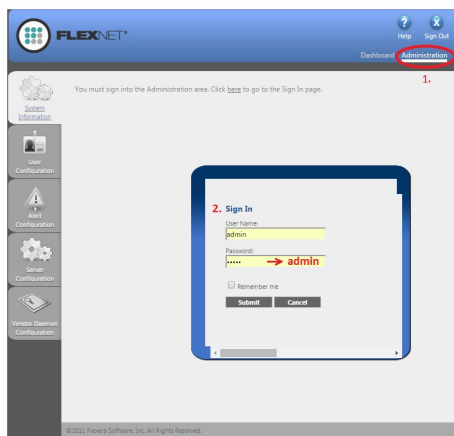 FLEXNET*
Help Sign Out
Dashboard Administration
1.
You must sign into the Administration area. Click here to go to the Sign In page.
System
Information
User
Configuration
Alert
Configuration
Server
Configuration
Vendor Daemon
Configuration
2. Sign In
User Name:
admin
Password:
••••• → admin
Remember me
Submit Cancel
©2011 Flexera Software, Inc. All Rights Reserved.